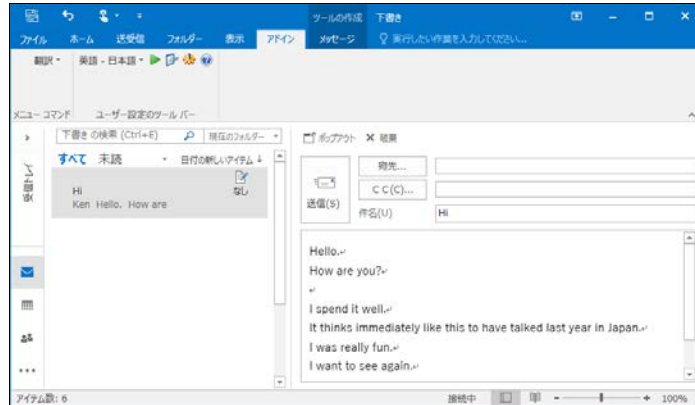 ツールの作成 下書き
ファイル ホーム 送受信 フォルダー 表示 アドイン メッセージ 実行したい作業を入力してください...
翻訳 英語 - 日本語
メニュー コマンド ユーザー設定のツール バー
下書き の検索 (Ctrl+E) 現在のフォルダー
すべて 未読 日付の新しいアイテム ↓
Hi なし
Ken Hello. How are
ポップアウト 破棄
宛先...
送信(S) C C(C)...
件名(U) Hi
Hello.
How are you?
I spend it well.
It thinks immediately like this to have talked last year in Japan.
I was really fun.
I want to see again.
アイテム数: 6 接続中 100%